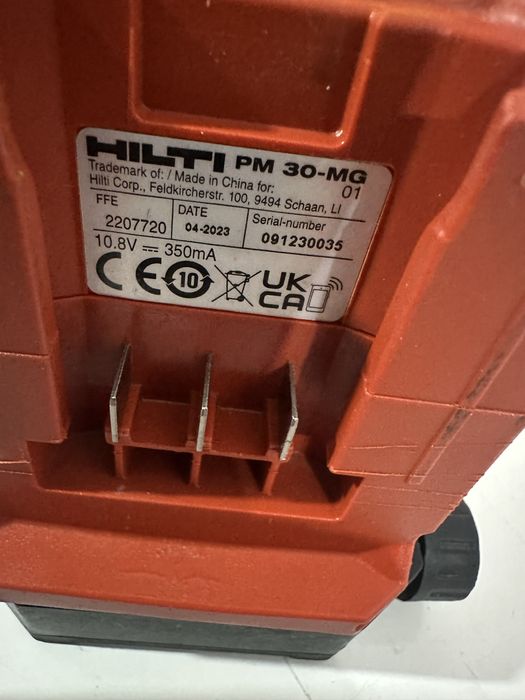 HILTI PM 30-MG
Trademark of: / Made in China for: 01
Hilti Corp., Feldkircherstr. 100, 9494 Schaan, LI
FFE DATE Serial-number
2207720 04-2023 091230035
10.8V ⎓ 350mA
CE 10 UK
CA